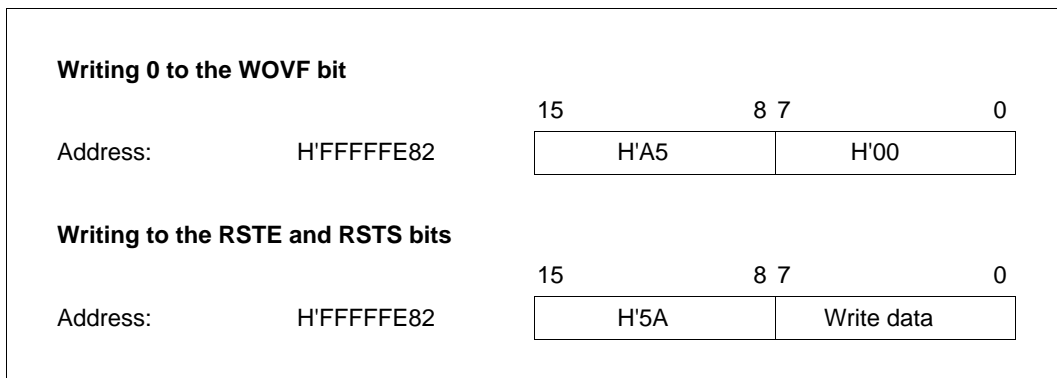 Writing 0 to the WOVF bit
15 8 7 0
Address: H'FFFFFE82 H'A5 H'00
Writing to the RSTE and RSTS bits
15 8 7 0
Address: H'FFFFFE82 H'5A Write data